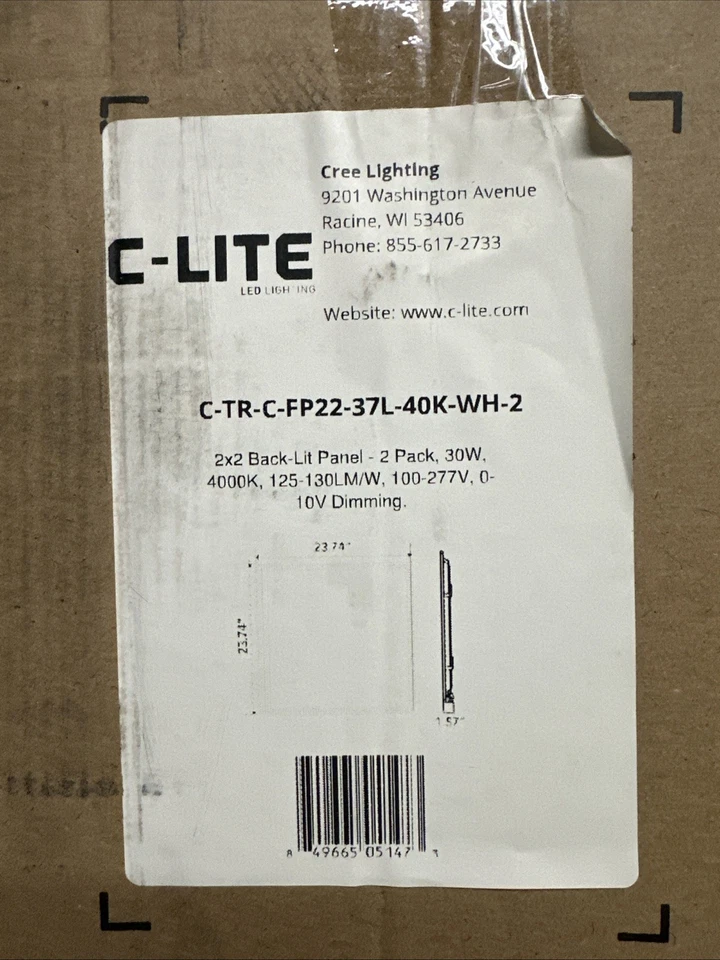 Cree Lighting
9201 Washington Avenue
Racine, WI 53406
Phone: 855-617-2733
C-LITE
LED LIGHTING
Website: www.c-lite.com
C-TR-C-FP22-37L-40K-WH-2
2x2 Back-Lit Panel - 2 Pack, 30W,
4000K, 125-130LM/W, 100-277V, 0-
10V Dimming.
23.74"
23.74"
1.57"
8 49665 05147 3